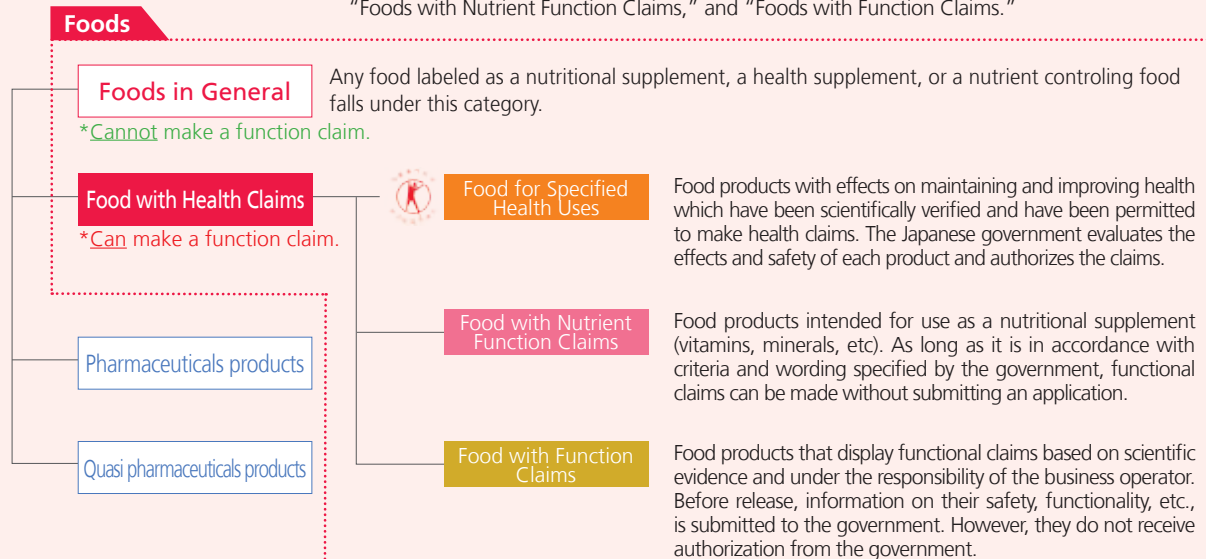 “Foods with Nutrient Function Claims,” and “Foods with Function Claims.”
Foods
Foods in General
Any food labeled as a nutritional supplement, a health supplement, or a nutrient controling food
falls under this category.
*Cannot make a function claim.
Food with Health Claims
*Can make a function claim.
Food for Specified
Health Uses
Food products with effects on maintaining and improving health
which have been scientifically verified and have been permitted
to make health claims. The Japanese government evaluates the
effects and safety of each product and authorizes the claims.
Food with Nutrient
Function Claims
Food products intended for use as a nutritional supplement
(vitamins, minerals, etc). As long as it is in accordance with
criteria and wording specified by the government, functional
claims can be made without submitting an application.
Pharmaceuticals products
Food with Function
Claims
Food products that display functional claims based on scientific
evidence and under the responsibility of the business operator.
Before release, information on their safety, functionality, etc.,
is submitted to the government. However, they do not receive
authorization from the government.
Quasi pharmaceuticals products